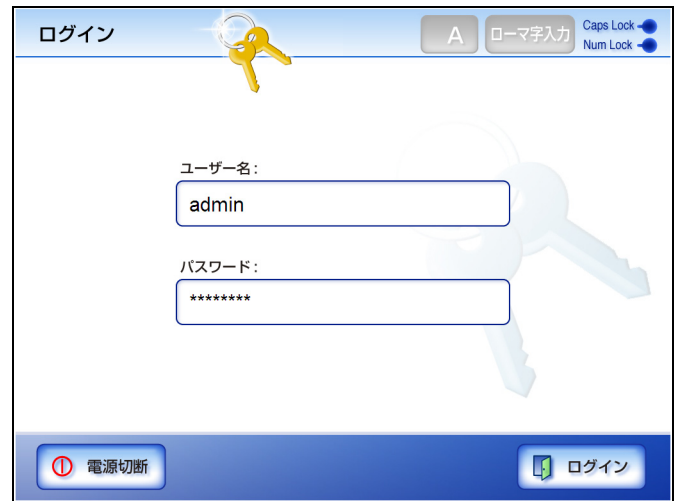 ログイン
A
ローマ字入力
Caps Lock
Num Lock
ユーザー名:
admin
パスワード:
********
電源切断
ログイン